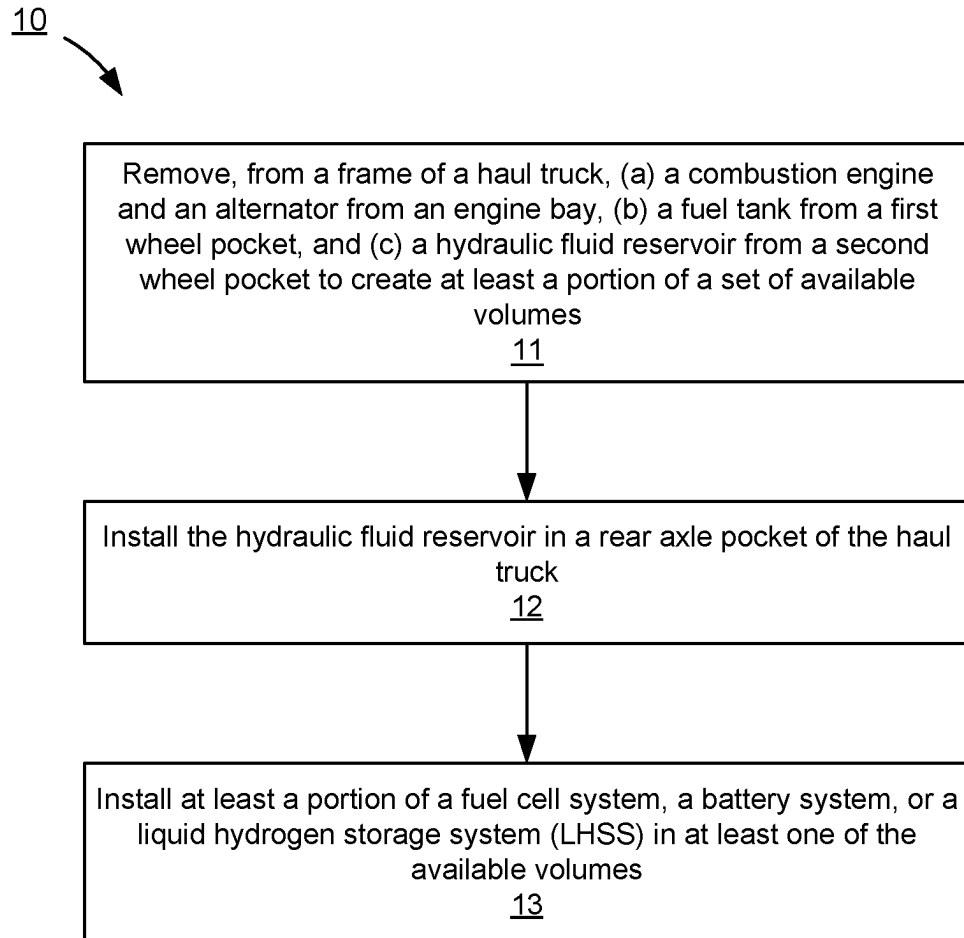 10
Remove, from a frame of a haul truck, (a) a combustion engine
and an alternator from an engine bay, (b) a fuel tank from a first
wheel pocket, and (c) a hydraulic fluid reservoir from a second
wheel pocket to create at least a portion of a set of available
volumes
11
Install the hydraulic fluid reservoir in a rear axle pocket of the haul
truck
12
Install at least a portion of a fuel cell system, a battery system, or a
liquid hydrogen storage system (LHSS) in at least one of the
available volumes
13